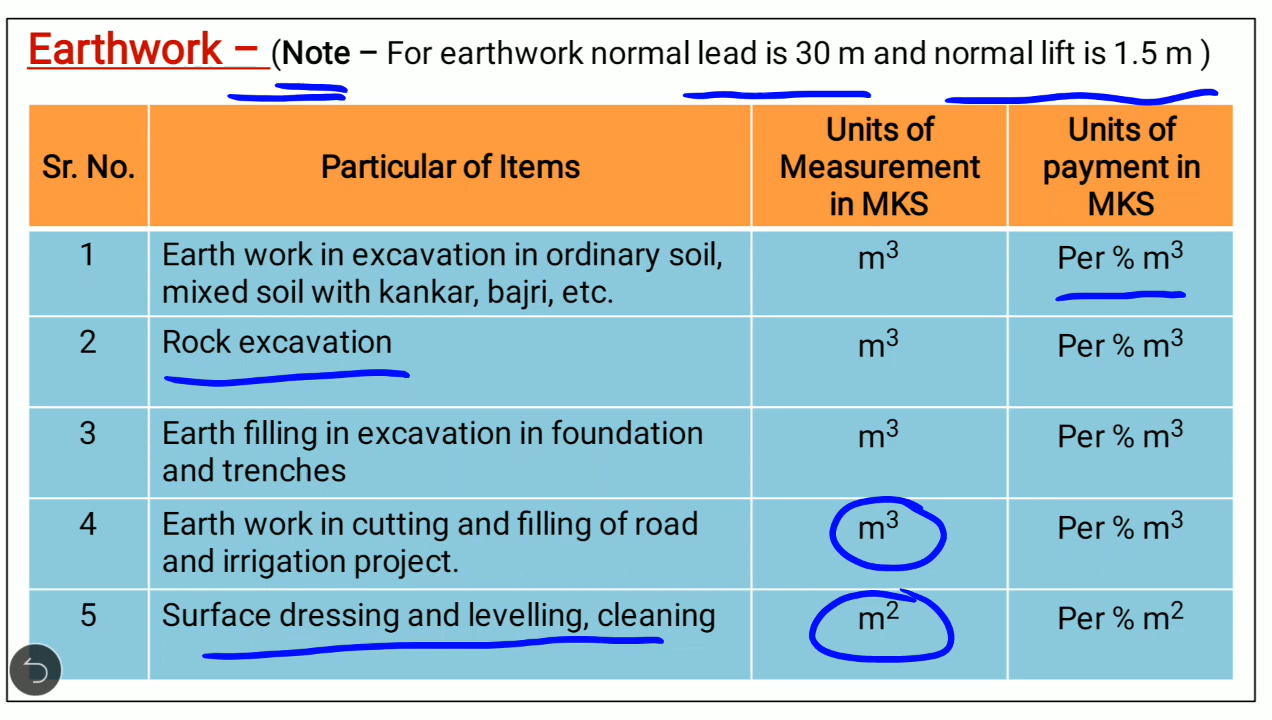 Earthwork – (Note – For earthwork normal lead is 30 m and normal lift is 1.5 m )
Sr. No.
Particular of Items
Units of
Measurement
in MKS
Units of
payment in
MKS
1
Earth work in excavation in ordinary soil,
mixed soil with kankar, bajri, etc.
m³
Per % m³
2
Rock excavation
m³
Per % m³
3
Earth filling in excavation in foundation
and trenches
m³
Per % m³
4
Earth work in cutting and filling of road
and irrigation project.
m³
Per % m³
5
Surface dressing and levelling, cleaning
m²
Per % m²